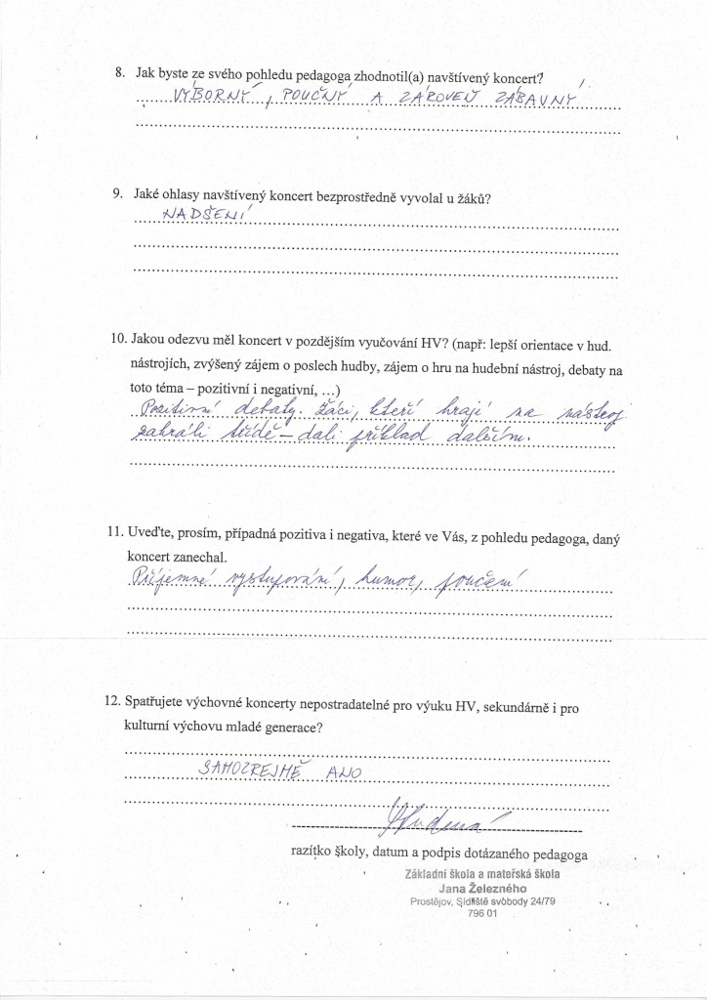 8. Jak byste ze svého pohledu pedagoga zhodnotil(a) navštívený koncert?
VÝBORNÝ, POUČNÝ A ZÁROVEŇ ZÁBAVNÝ
9. Jaké ohlasy navštívený koncert bezprostředně vyvolal u žáků?
NADŠENÍ
10. Jakou odezvu měl koncert v pozdějším vyučování HV? (např: lepší orientace v hud.
nástrojích, zvýšený zájem o poslech hudby, zájem o hru na hudební nástroj, debaty na
toto téma – pozitivní i negativní, …)
Pozitivní debaty. Žáci, kteří hrají na nástroj
zahráli třídě – dali příklad dalším.
11. Uveďte, prosím, případná pozitiva i negativa, které ve Vás, z pohledu pedagoga, daný
koncert zanechal.
Příjemné vystupování, humor, poučení
12. Spatřujete výchovné koncerty nepostradatelné pro výuku HV, sekundárně i pro
kulturní výchovu mladé generace?
SAMOZREJMĚ ANO
razítko školy, datum a podpis dotázaného pedagoga
Základní škola a mateřská škola
Jana Železného
Prostějov, Sídliště svobody 24/79
796 01